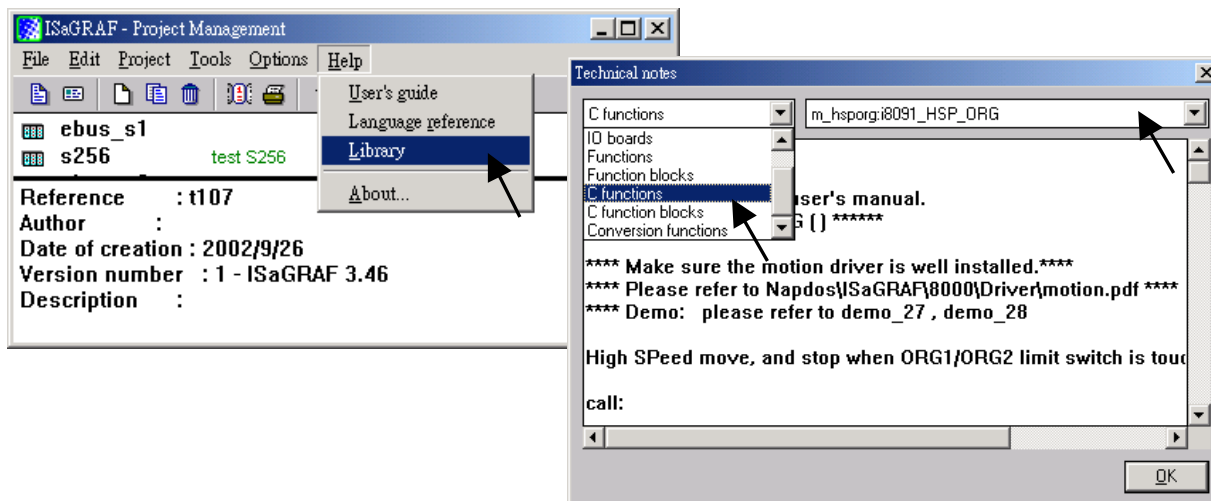 ISaGRAF - Project Management
File Edit Project Tools Options Help
User's guide
Language reference
Library
About...
ebus_s1
s256 test S256
Reference : t107
Author :
Date of creation : 2002/9/26
Version number : 1 - ISaGRAF 3.46
Description :
Technical notes
C functions m_hsporg:i8091_HSP_ORG
IO boards
Functions
Function blocks
C functions
C function blocks
Conversion functions
user's manual.
G () ******
**** Make sure the motion driver is well installed.****
**** Please refer to Napdos\ISaGRAF\8000\Driver\motion.pdf ****
**** Demo: please refer to demo_27 , demo_28
High SPeed move, and stop when ORG1/ORG2 limit switch is
call:
OK